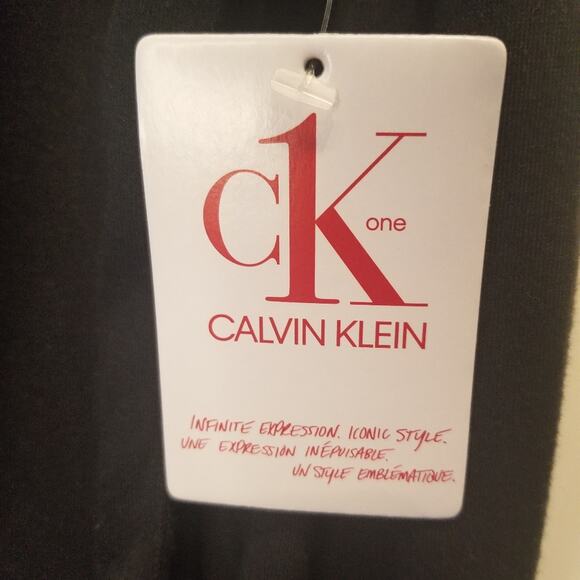 cK one
CALVIN KLEIN
INFINITE EXPRESSION. ICONIC STYLE.
UNE EXPRESSION INÉPUISABLE.
UN STYLE EMBLÉMATIQUE.